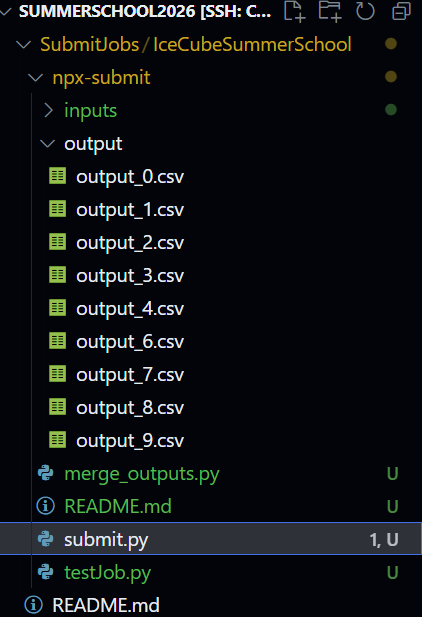 SUMMERSCHOOL2026 [SSH: C...
SubmitJobs / IceCubeSummerSchool
npx-submit
inputs
output
output_0.csv
output_1.csv
output_2.csv
output_3.csv
output_4.csv
output_6.csv
output_7.csv
output_8.csv
output_9.csv
merge_outputs.py U
README.md U
submit.py 1, U
testJob.py U
README.md